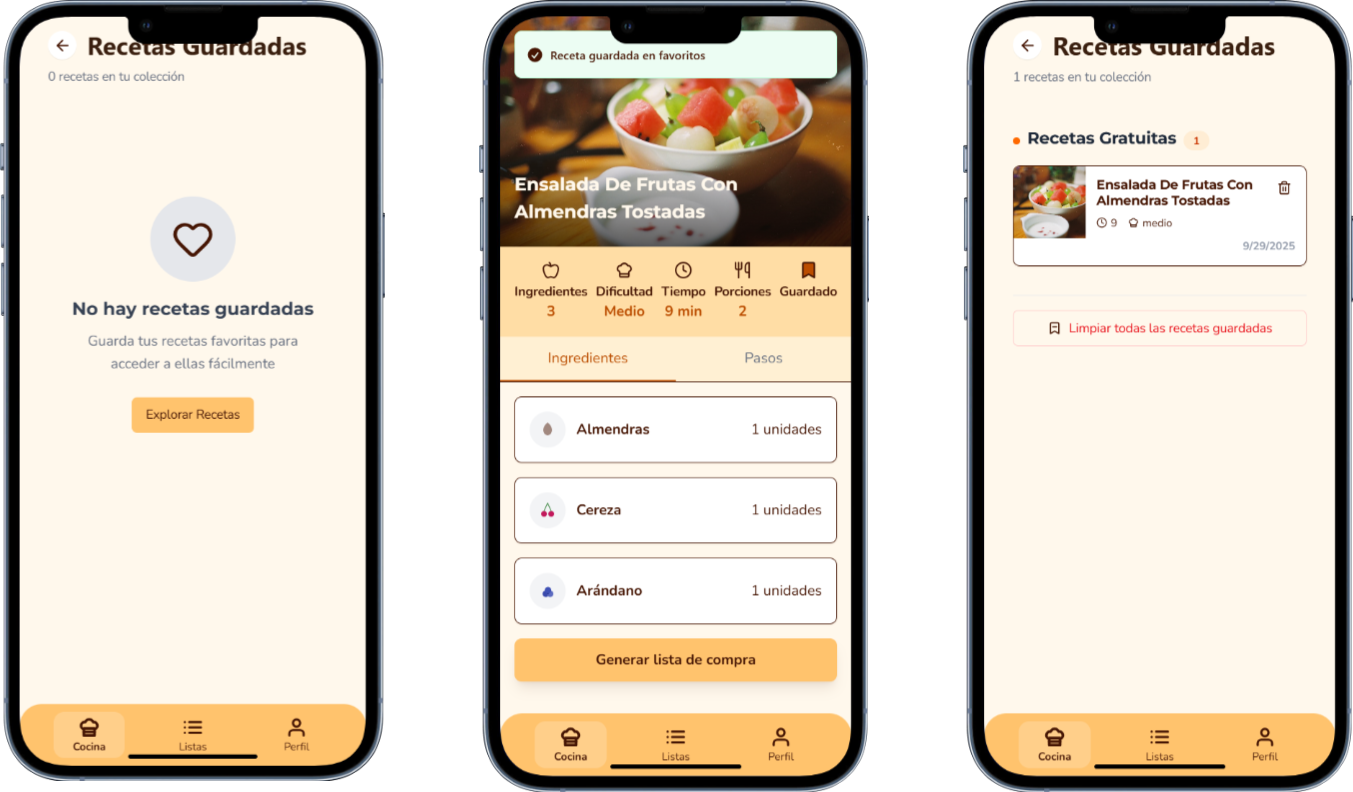 Recetas Guardadas
0 recetas en tu colección
No hay recetas guardadas
Guarda tus recetas favoritas para
acceder a ellas fácilmente
Explorar Recetas
Cocina
Listas
Perfil
Receta guardada en favoritos
Ensalada De Frutas Con
Almendras Tostadas
Ingredientes Dificultad Tiempo Porciones Guardado
3 Medio 9 min 2
Ingredientes Pasos
Almendras 1 unidades
Cereza 1 unidades
Arándano 1 unidades
Generar lista de compra
Cocina
Listas
Perfil
Recetas Guardadas
1 recetas en tu colección
Recetas Gratuitas 1
Ensalada De Frutas Con
Almendras Tostadas
9 medio
9/29/2025
Limpiar todas las recetas guardadas
Cocina
Listas
Perfil